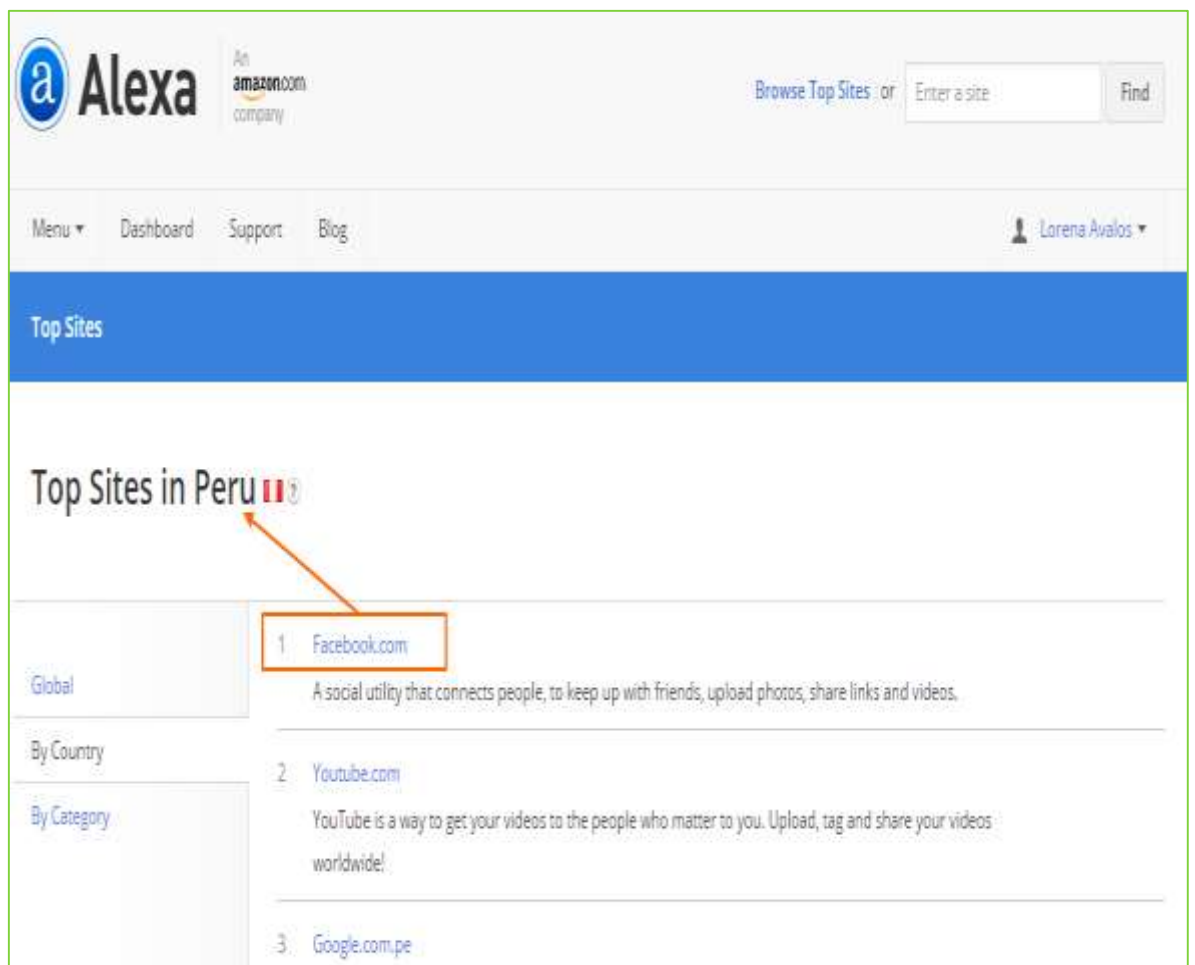 a Alexa
An
amazon.com
company
Browse Top Sites or Enter a site Find
Menu Dashboard Support Blog Lorena Avalos
Top Sites
Top Sites in Peru ?
1 Facebook.com
A social utility that connects people, to keep up with friends, upload photos, share links and videos.
Global
By Country
By Category
2 Youtube.com
YouTube is a way to get your videos to the people who matter to you. Upload, tag and share your videos
worldwide!
3 Google.com.pe